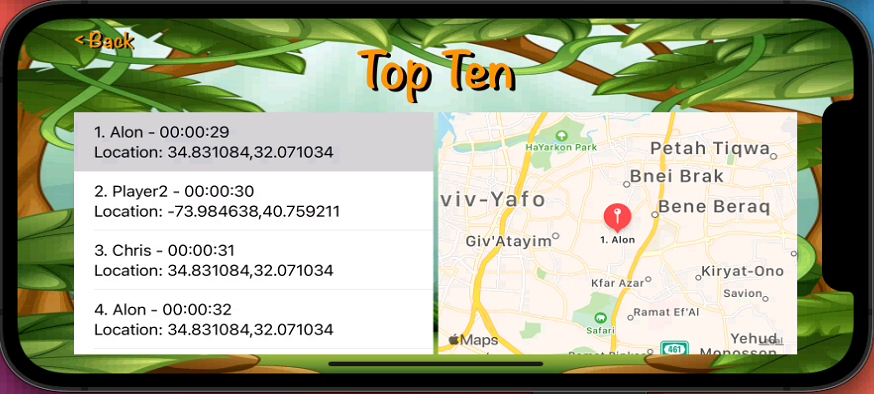 <Back
Top Ten
1. Alon - 00:00:29
Location: 34.831084,32.071034
2. Player2 - 00:00:30
Location: -73.984638,40.759211
3. Chris - 00:00:31
Location: 34.831084,32.071034
4. Alon - 00:00:32
Location: 34.831084,32.071034
HaYarkon Park
Petah Tiqwa
Bnei Brak
viv-Yafo
Bene Beraq
Giv'Atayim
1. Alon
Kiryat-Ono
Kfar Azar
Savion
Ramat Ef'Al
Safari
Maps
461
Yehud
Monosson
Legal